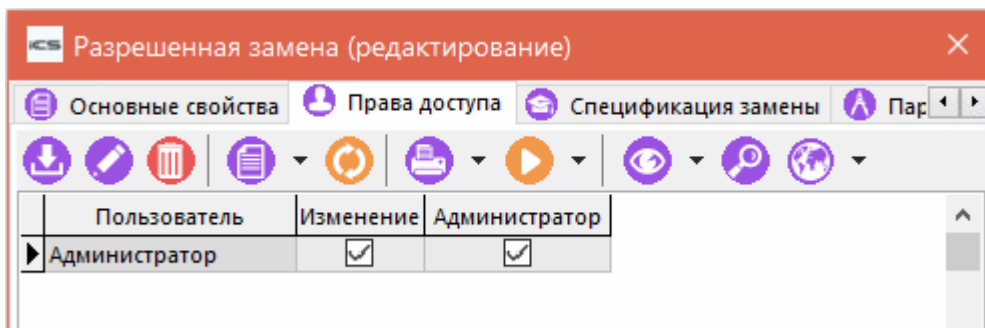 iCS Разрешенная замена (редактирование)
Основные свойства Права доступа Спецификация замены Пар
Пользователь Изменение Администратор
Администратор